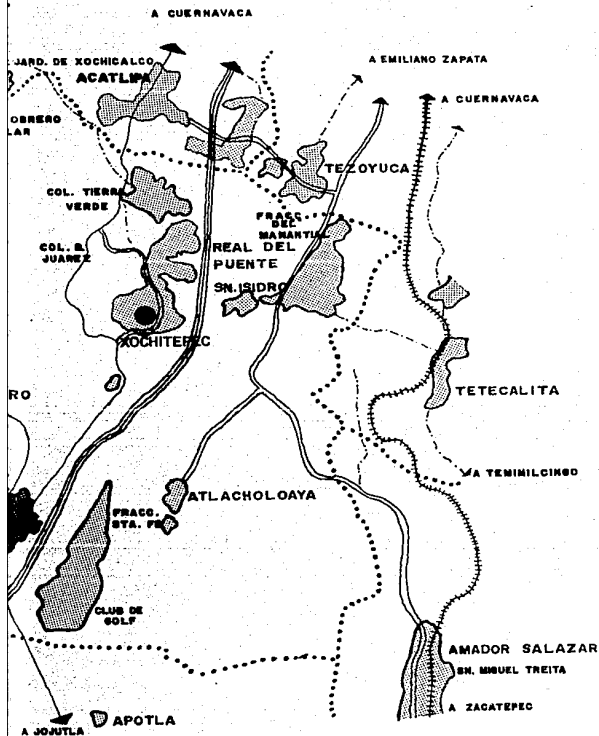 A CUERNAVACA
JARD. DE XOCHICALCO
A EMILIANO ZAPATA
ACATLIPA
A CUERNAVACA
OBRERO
LAR
TEZOYUCA
COL. TIERRA
VERDE
FRACC.
DEL
MANANTIAL
COL. B.
JUAREZ
REAL DEL
PUENTE
SN. ISIDRO
XOCHITEPEC
RO
TETECALITA
A TEMIMILCINGO
ATLACHOLOAYA
FRACC.
STA. FE
CLUB DE
GOLF
AMADOR SALAZAR
SN. MIGUEL TREITA
A ZACATEPEC
APOTLA
A JOJUTLA